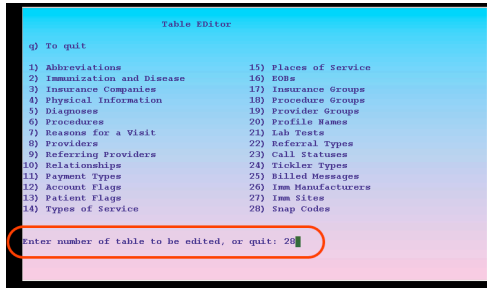 Table EDitor
q) To quit
1) Abbreviations 15) Places of Service
2) Immunization and Disease 16) EOBs
3) Insurance Companies 17) Insurance Groups
4) Physical Information 18) Procedure Groups
5) Diagnoses 19) Provider Groups
6) Procedures 20) Profile Names
7) Reasons for a Visit 21) Lab Tests
8) Providers 22) Referral Types
9) Referring Providers 23) Call Statuses
10) Relationships 24) Tickler Types
11) Payment Types 25) Billed Messages
12) Account Flags 26) Imm Manufacturers
13) Patient Flags 27) Imm Sites
14) Types of Service 28) Snap Codes
Enter number of table to be edited, or quit: 28